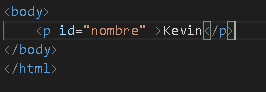 <body>
    <p id="nombre" >Kevin</p>
</body>
</html>